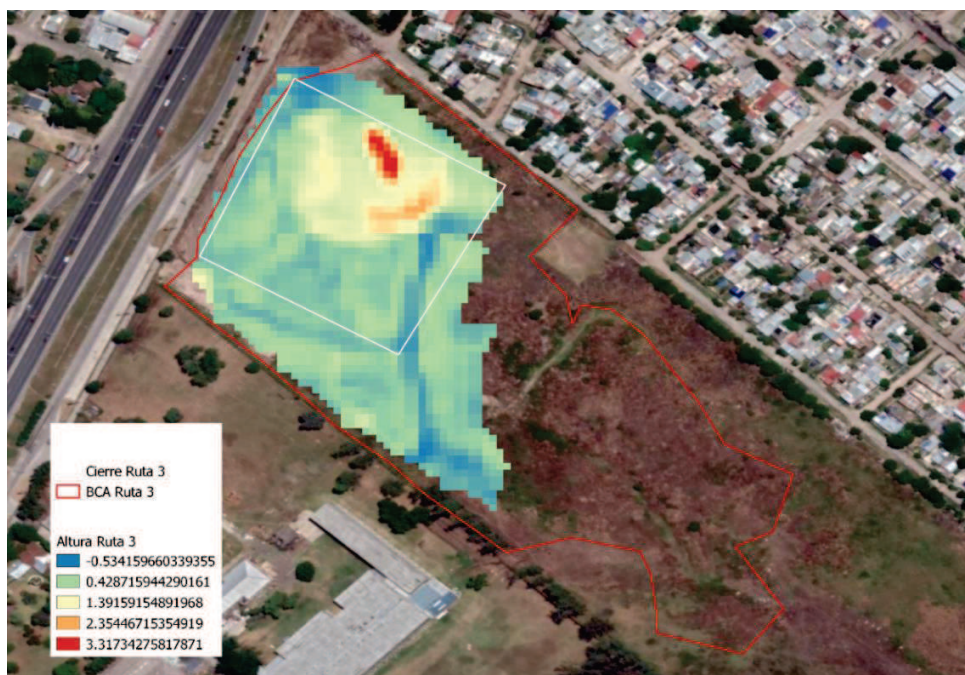 Cierre Ruta 3
BCA Ruta 3
Altura Ruta 3
-0.534159660339355
0.428715944290161
1.39159154891968
2.35446715354919
3.31734275817871